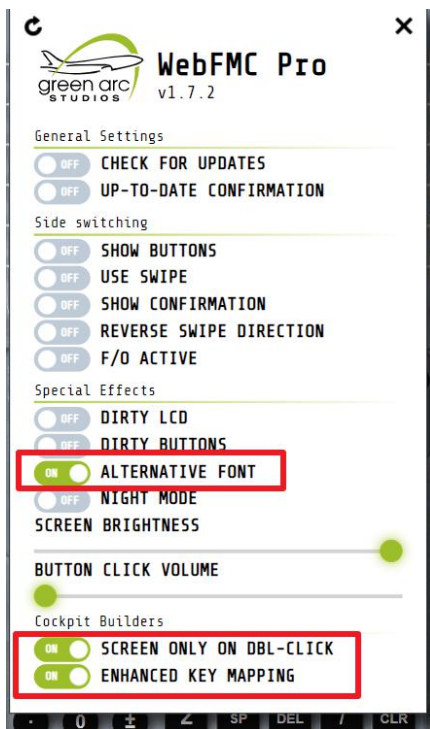 green arc
STUDIOS
WebFMC Pro
v1.7.2
General Settings
OFF CHECK FOR UPDATES
OFF UP-TO-DATE CONFIRMATION
Side switching
OFF SHOW BUTTONS
OFF USE SWIPE
OFF SHOW CONFIRMATION
OFF REVERSE SWIPE DIRECTION
OFF F/O ACTIVE
Special Effects
OFF DIRTY LCD
OFF DIRTY BUTTONS
ON ALTERNATIVE FONT
OFF NIGHT MODE
SCREEN BRIGHTNESS
BUTTON CLICK VOLUME
Cockpit Builders
ON SCREEN ONLY ON DBL-CLICK
ON ENHANCED KEY MAPPING
. 0 ± Z SP DEL / CLR